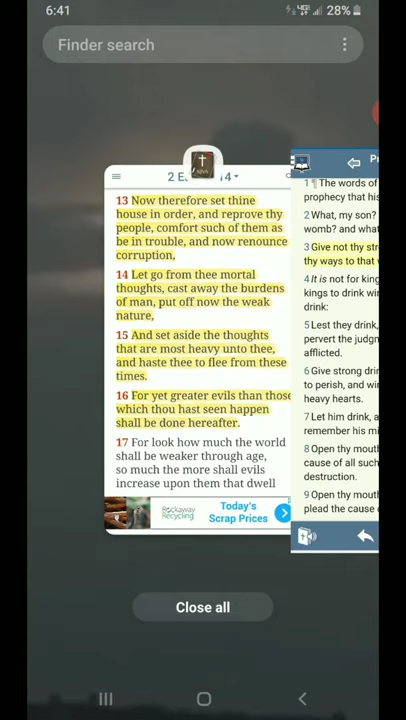 6:41
4G
28%
Finder search
KJVA
2 E
14
13 Now therefore set thine
house in order, and reprove thy
people, comfort such of them as
be in trouble, and now renounce
corruption,
14 Let go from thee mortal
thoughts, cast away the burdens
of man, put off now the weak
nature,
15 And set aside the thoughts
that are most heavy unto thee,
and haste thee to flee from these
times.
16 For yet greater evils than those
which thou hast seen happen
shall be done hereafter.
17 For look how much the world
shall be weaker through age,
so much the more shall evils
increase upon them that dwell
Rockaway
Recycling
Today's
Scrap Prices
1 ¶ The words of
prophecy that his
2 What, my son?
womb? and what
3 Give not thy str
thy ways to that
4 It is not for king
kings to drink win
drink:
5 Lest they drink,
pervert the judgm
afflicted.
6 Give strong drin
to perish, and win
heavy hearts.
7 Let him drink, a
remember his mi
8 Open thy mouth
cause of all such
destruction.
9 Open thy mouth
plead the cause o
Close all